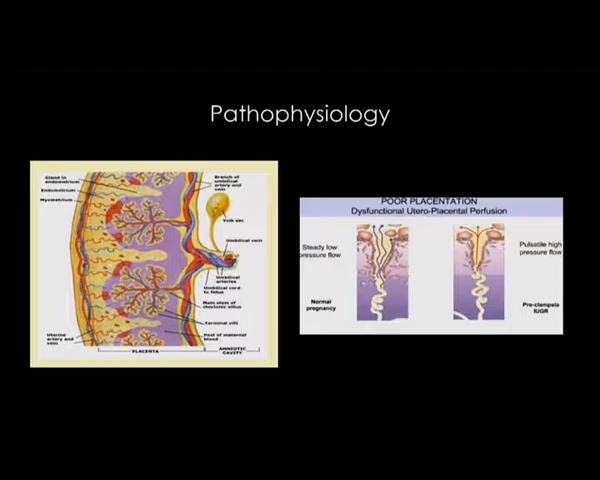 Pathophysiology
Gland in
endometrium
Endometrium
Myometrium
Uterine
artery and
vein
PLACENTA
Branch of
umbilical
artery and
vein
Yolk sac
Umbilical vein
Umbilical
arteries
Umbilical cord
to fetus
Main stem of
chorionic villus
Terminal villi
Pool of maternal
blood
AMNIOTIC
CAVITY
POOR PLACENTATION
Dysfunctional Utero-Placental Perfusion
Steady low
pressure flow
Normal
pregnancy
Pulsatile high
pressure flow
Pre-clampsia
IUGR